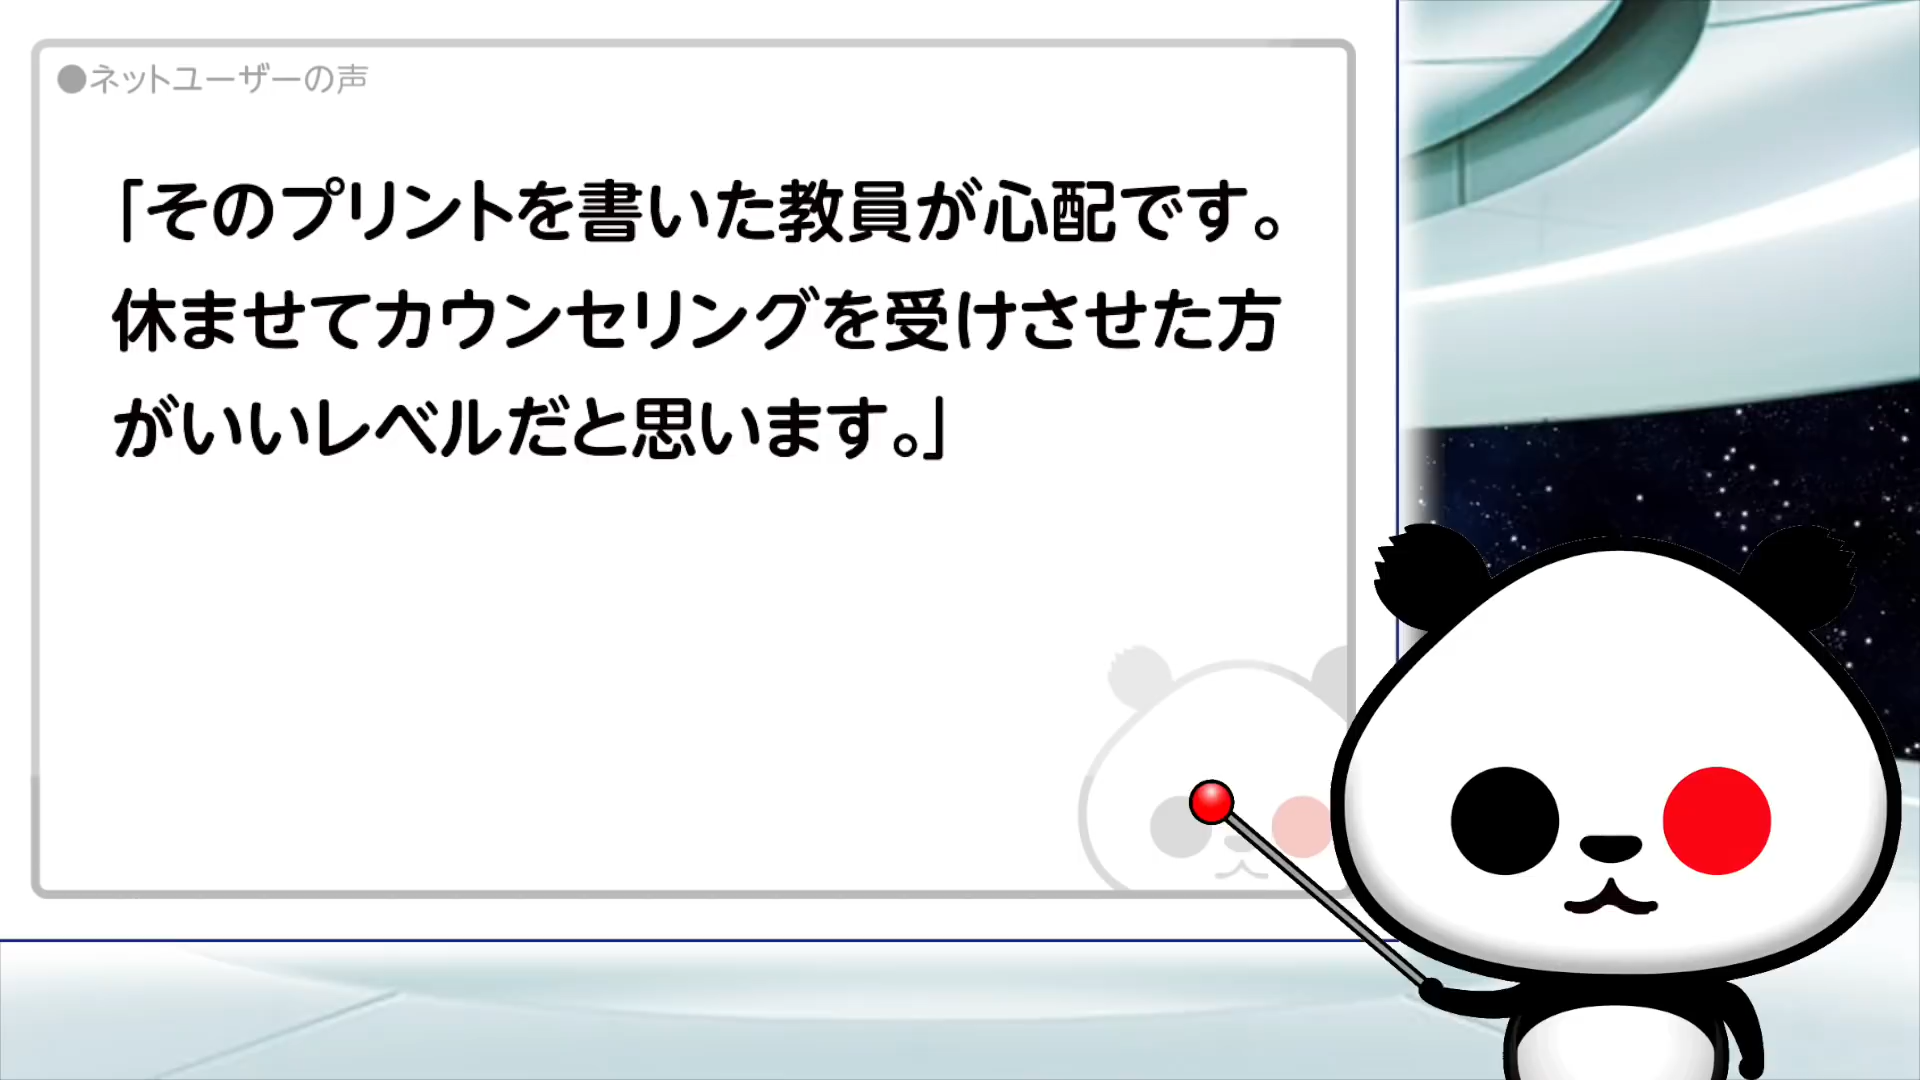 ●ネットユーザーの声
「そのプリントを書いた教員が心配です。
休ませてカウンセリングを受けさせた方
がいいレベルだと思います。」